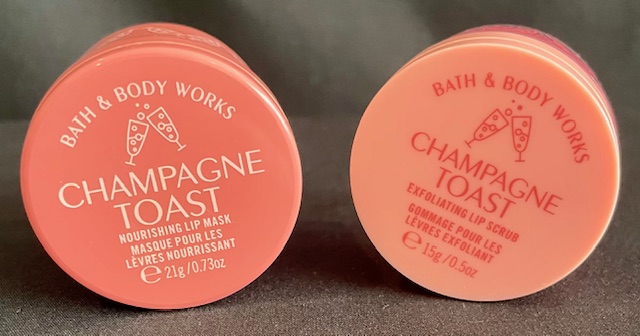 BATH & BODY WORKS
CHAMPAGNE
TOAST
NOURISHING LIP MASK
MASQUE POUR LES
LÈVRES NOURRISSANT
℮ 21g/0.73oz
BATH & BODY WORKS
CHAMPAGNE
TOAST
EXFOLIATING LIP SCRUB
GOMMAGE POUR LES
LÈVRES EXFOLIANT
℮ 15g/0.5oz